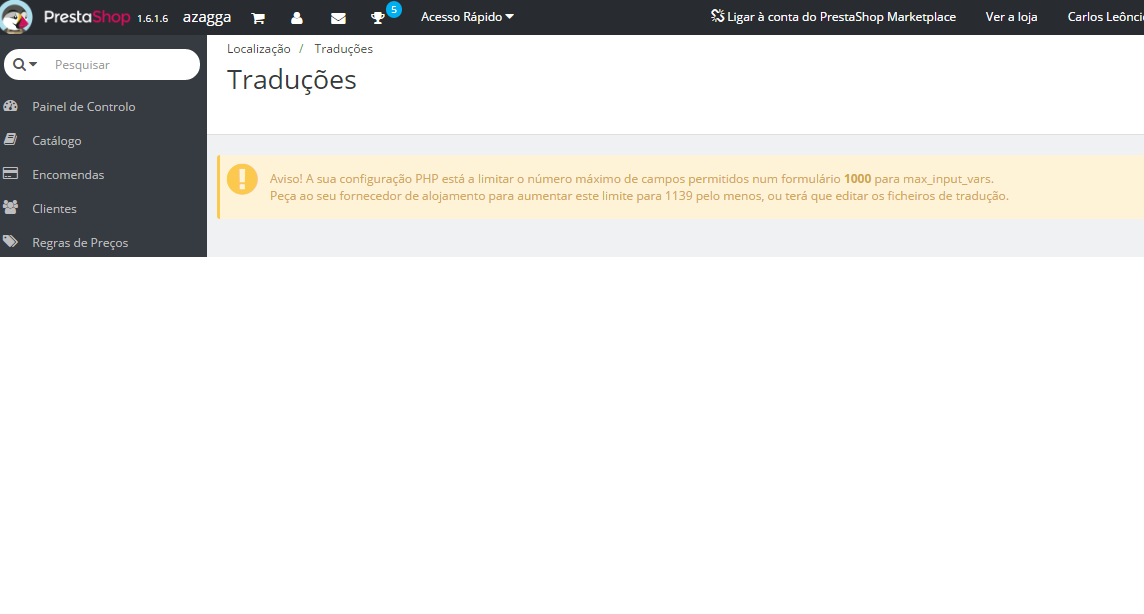 PrestaShop 1.6.1.6 azagga 5 Acesso Rápido Ligar à conta do PrestaShop Marketplace Ver a loja Carlos Leônci
Localização / Traduções
Pesquisar
Traduções
Painel de Controlo
Catálogo
Encomendas
Clientes
Regras de Preços
Aviso! A sua configuração PHP está a limitar o número máximo de campos permitidos num formulário 1000 para max_input_vars.
Peça ao seu fornecedor de alojamento para aumentar este limite para 1139 pelo menos, ou terá que editar os ficheiros de tradução.